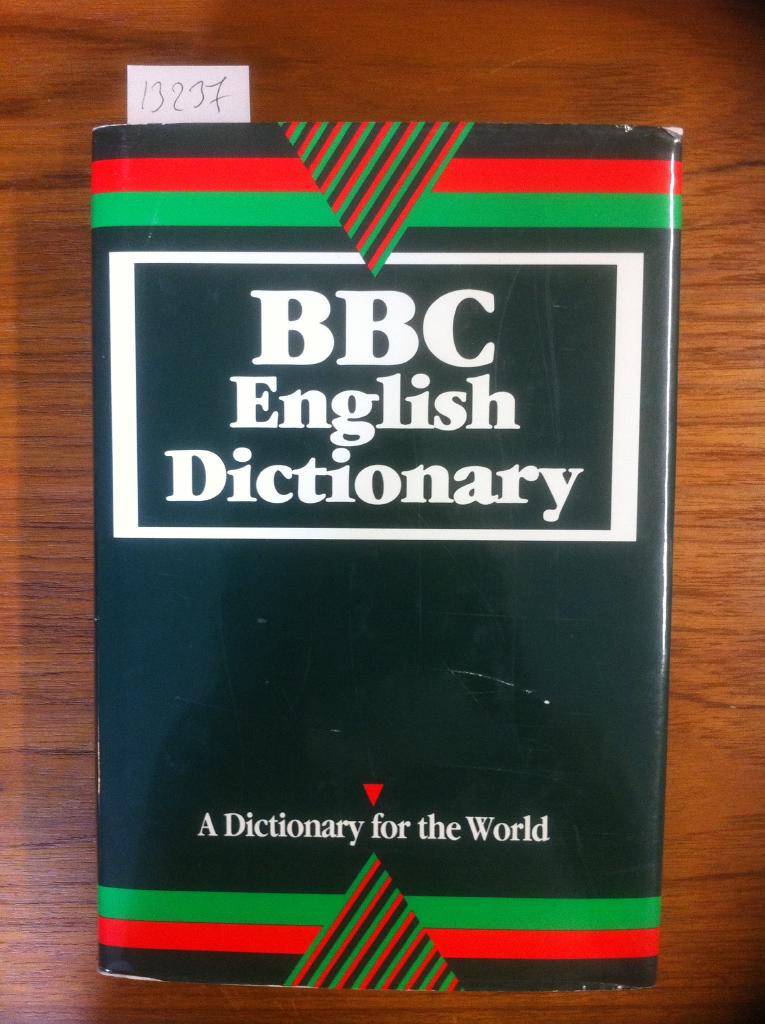 13237
BBC
English
Dictionary
A Dictionary for the World